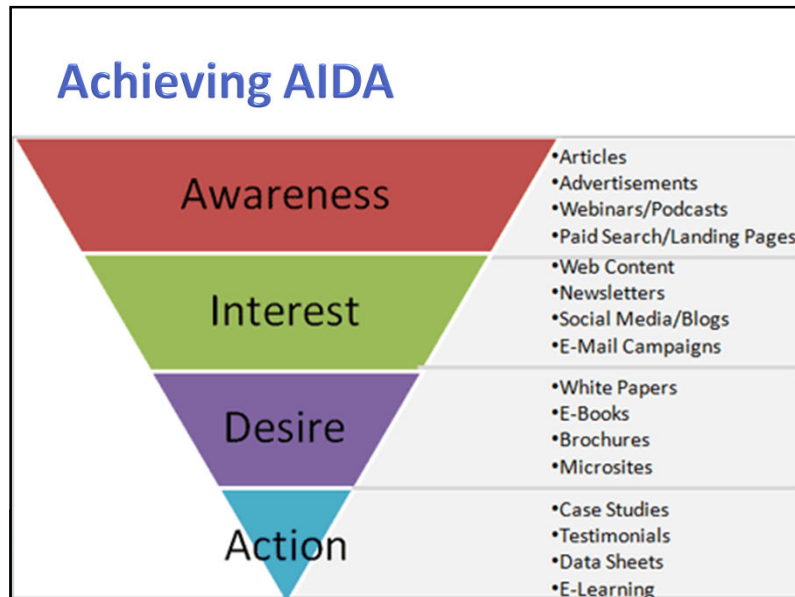 Achieving AIDA
Awareness
•Articles
•Advertisements
•Webinars/Podcasts
•Paid Search/Landing Pages
Interest
•Web Content
•Newsletters
•Social Media/Blogs
•E-Mail Campaigns
Desire
•White Papers
•E-Books
•Brochures
•Microsites
Action
•Case Studies
•Testimonials
•Data Sheets
•E-Learning